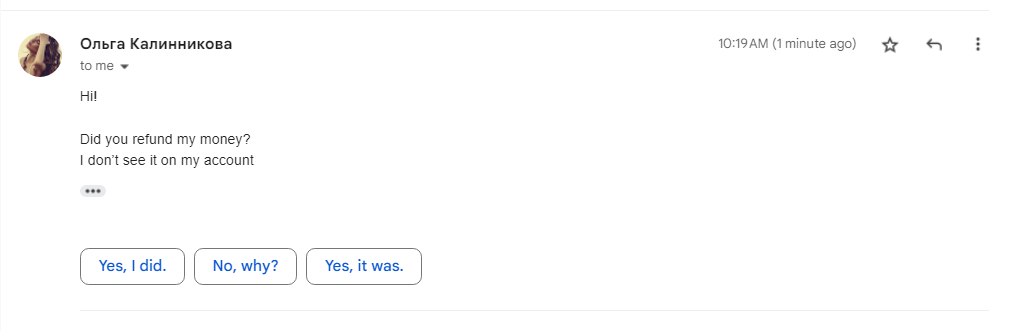 Ольга Калинникова
10:19 AM (1 minute ago)
to me
Hi!
Did you refund my money?
I don't see it on my account
Yes, I did.
No, why?
Yes, it was.